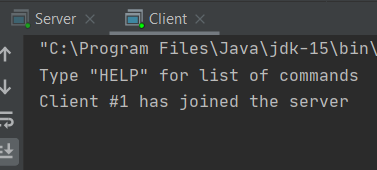 Server
Client
"C:\Program Files\Java\jdk-15\bin\
Type "HELP" for list of commands
Client #1 has joined the server